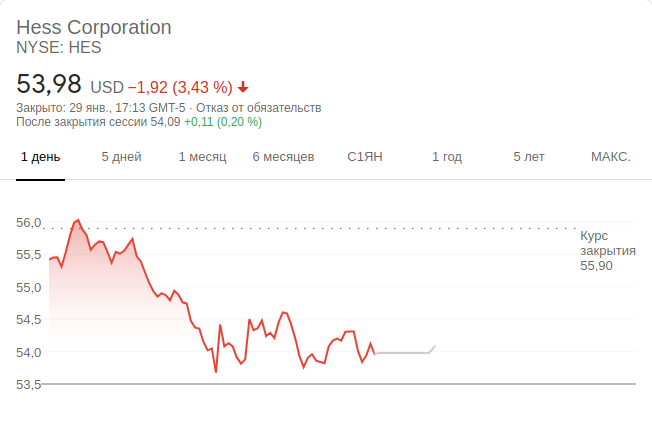 Hess Corporation
NYSE: HES
53,98 USD −1,92 (3,43 %)
Закрыто: 29 янв., 17:13 GMT-5 · Отказ от обязательств
После закрытия сессии 54,09 +0,11 (0,20 %)
1 день 5 дней 1 месяц 6 месяцев С1ЯН 1 год 5 лет МАКС.
56,0
Курс
закрытия
55,90
55,5
55,0
54,5
54,0
53,5